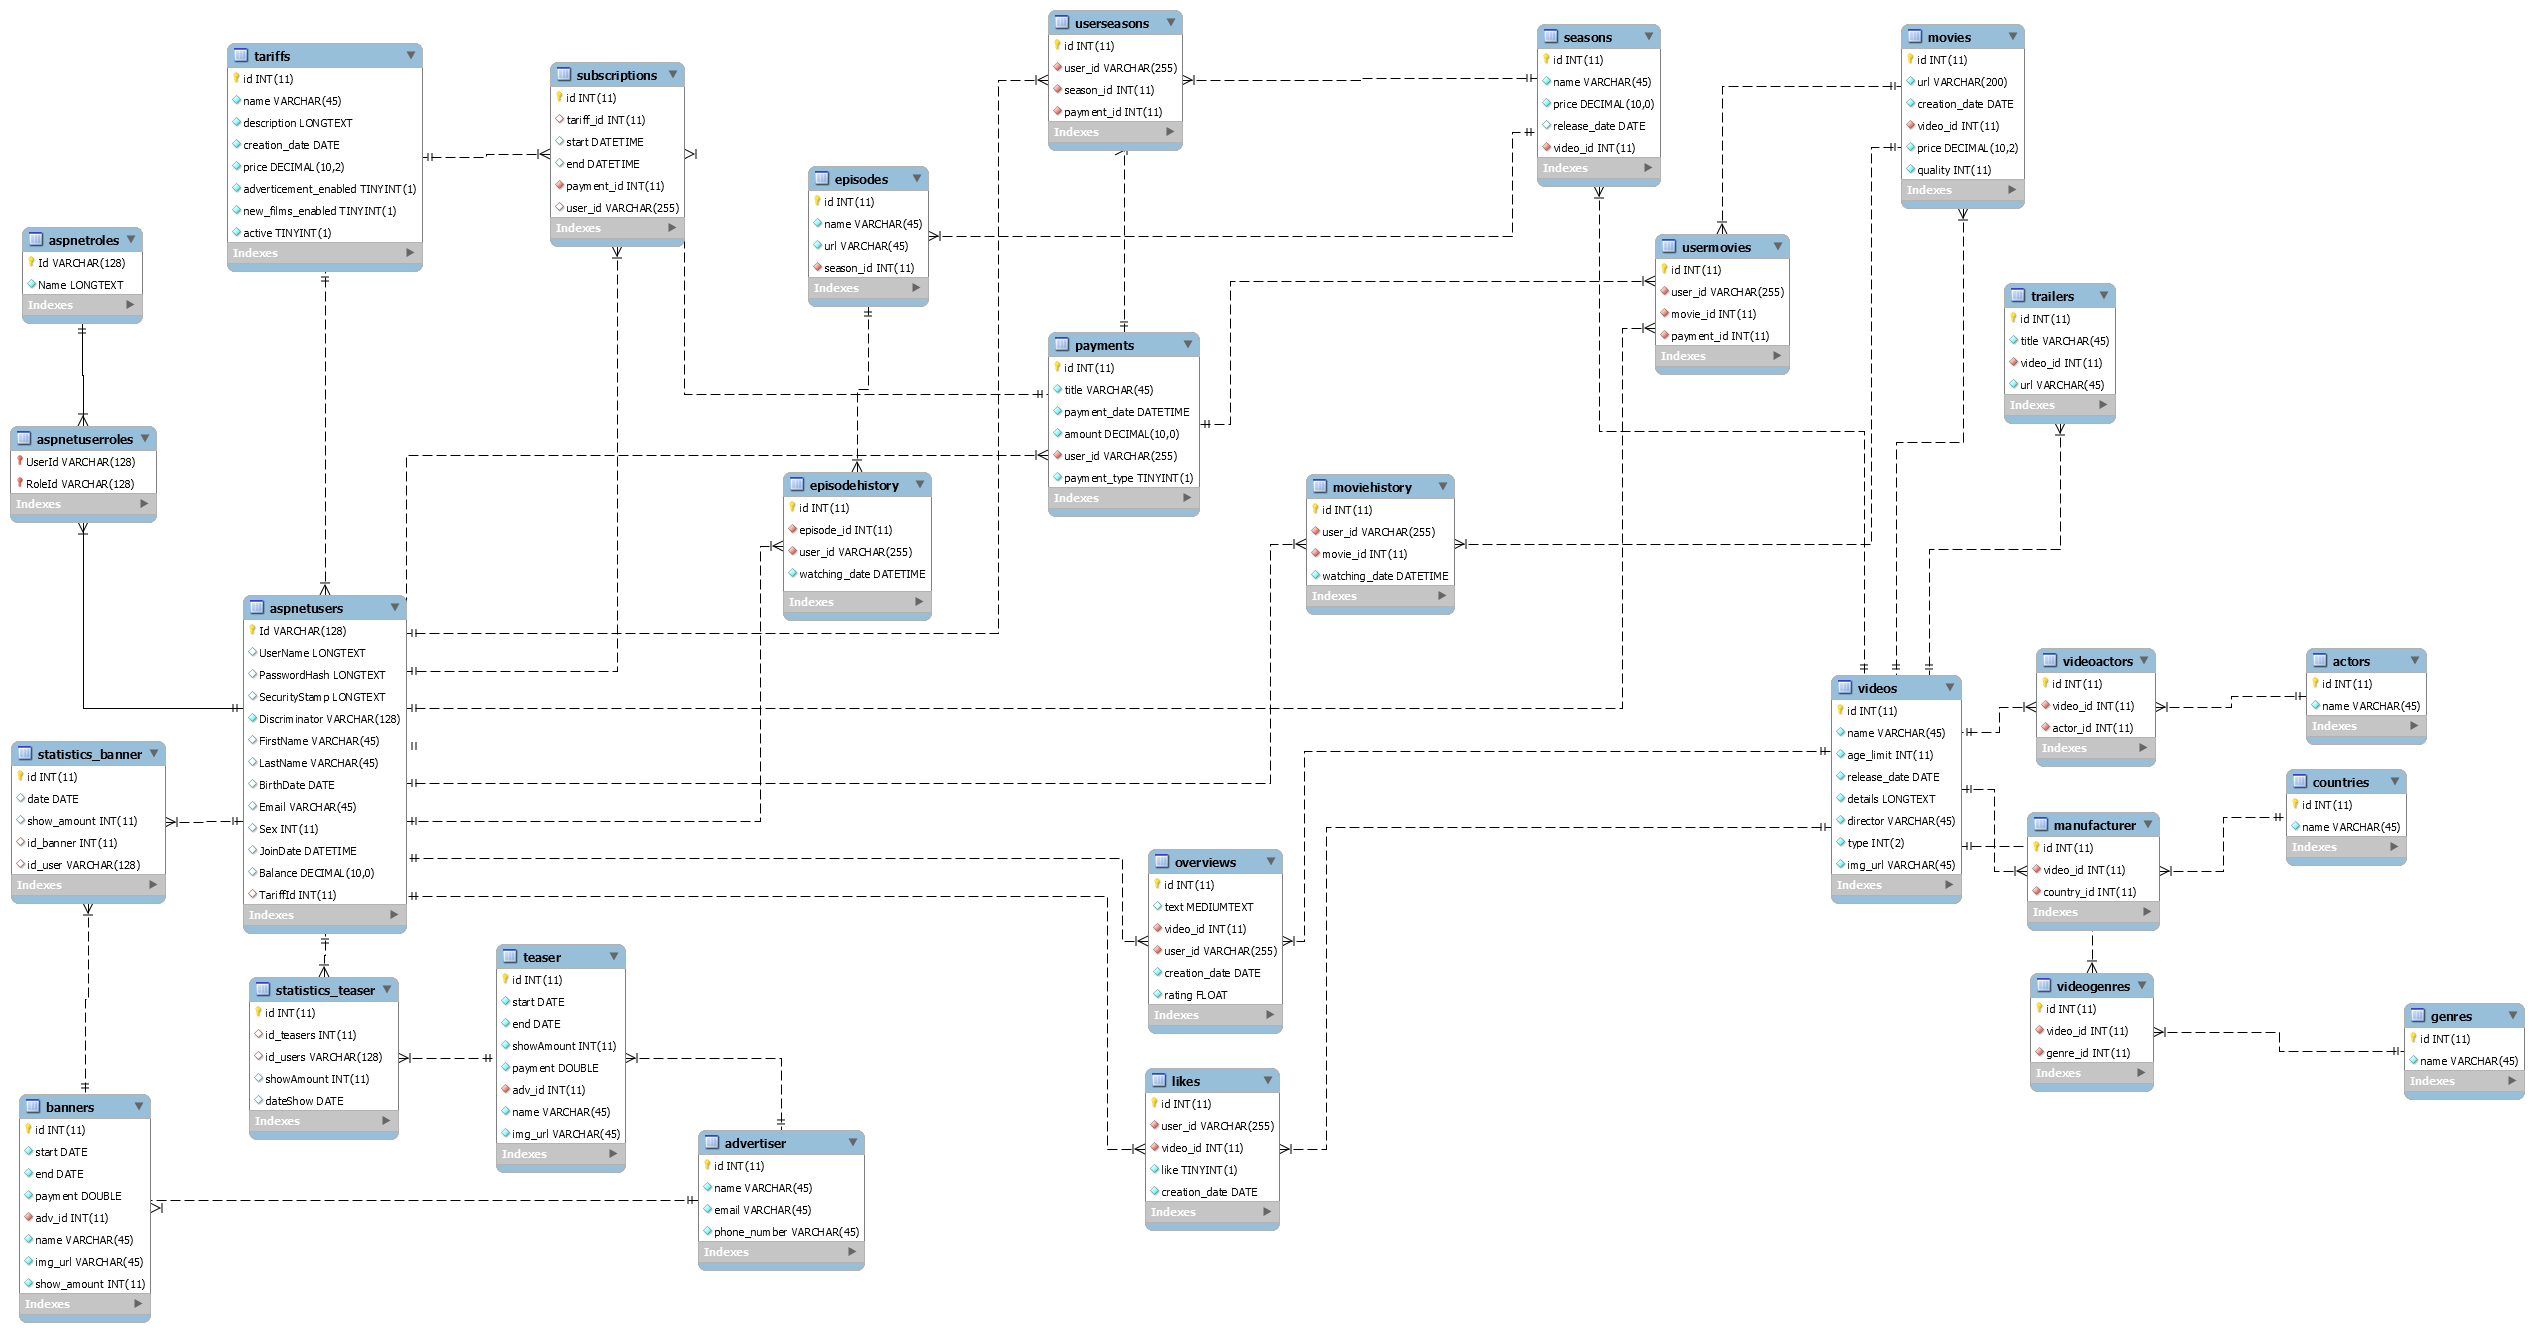 tariffs
id INT(11)
name VARCHAR(45)
description LONGTEXT
creation_date DATE
price DECIMAL(10,2)
adverticement_enabled TINYINT(1)
new_films_enabled TINYINT(1)
active TINYINT(1)
Indexes
subscriptions
id INT(11)
tariff_id INT(11)
start DATETIME
end DATETIME
payment_id INT(11)
user_id VARCHAR(255)
Indexes
userseasons
id INT(11)
user_id VARCHAR(255)
season_id INT(11)
payment_id INT(11)
Indexes
seasons
id INT(11)
name VARCHAR(45)
price DECIMAL(10,0)
release_date DATE
video_id INT(11)
Indexes
movies
id INT(11)
url VARCHAR(200)
creation_date DATE
video_id INT(11)
price DECIMAL(10,2)
quality INT(11)
Indexes
episodes
id INT(11)
name VARCHAR(45)
url VARCHAR(45)
season_id INT(11)
Indexes
aspnetroles
Id VARCHAR(128)
Name LONGTEXT
Indexes
usermovies
id INT(11)
user_id VARCHAR(255)
movie_id INT(11)
payment_id INT(11)
Indexes
trailers
id INT(11)
title VARCHAR(45)
video_id INT(11)
url VARCHAR(45)
Indexes
payments
id INT(11)
title VARCHAR(45)
payment_date DATETIME
amount DECIMAL(10,0)
user_id VARCHAR(255)
payment_type TINYINT(1)
Indexes
aspnetuserroles
UserId VARCHAR(128)
RoleId VARCHAR(128)
Indexes
episodehistory
id INT(11)
episode_id INT(11)
user_id VARCHAR(255)
watching_date DATETIME
Indexes
moviehistory
id INT(11)
user_id VARCHAR(255)
movie_id INT(11)
watching_date DATETIME
Indexes
aspnetusers
Id VARCHAR(128)
UserName LONGTEXT
PasswordHash LONGTEXT
SecurityStamp LONGTEXT
Discriminator VARCHAR(128)
FirstName VARCHAR(45)
LastName VARCHAR(45)
BirthDate DATE
Email VARCHAR(45)
Sex INT(11)
JoinDate DATETIME
Balance DECIMAL(10,0)
TariffId INT(11)
Indexes
videos
id INT(11)
name VARCHAR(45)
age_limit INT(11)
release_date DATE
details LONGTEXT
director VARCHAR(45)
type INT(2)
img_url VARCHAR(45)
Indexes
videoactors
id INT(11)
video_id INT(11)
actor_id INT(11)
Indexes
actors
id INT(11)
name VARCHAR(45)
Indexes
statistics_banner
id INT(11)
date DATE
show_amount INT(11)
id_banner INT(11)
id_user VARCHAR(128)
Indexes
countries
id INT(11)
name VARCHAR(45)
Indexes
manufacturer
id INT(11)
video_id INT(11)
country_id INT(11)
Indexes
overviews
id INT(11)
text MEDIUMTEXT
video_id INT(11)
user_id VARCHAR(255)
creation_date DATE
rating FLOAT
Indexes
teaser
id INT(11)
start DATE
end DATE
showAmount INT(11)
payment DOUBLE
adv_id INT(11)
name VARCHAR(45)
img_url VARCHAR(45)
Indexes
statistics_teaser
id INT(11)
id_teasers INT(11)
id_users VARCHAR(128)
showAmount INT(11)
dateShow DATE
Indexes
videogenres
id INT(11)
video_id INT(11)
genre_id INT(11)
Indexes
genres
id INT(11)
name VARCHAR(45)
Indexes
likes
id INT(11)
user_id VARCHAR(255)
video_id INT(11)
like TINYINT(1)
creation_date DATE
Indexes
banners
id INT(11)
start DATE
end DATE
payment DOUBLE
adv_id INT(11)
name VARCHAR(45)
img_url VARCHAR(45)
show_amount INT(11)
Indexes
advertiser
id INT(11)
name VARCHAR(45)
email VARCHAR(45)
phone_number VARCHAR(45)
Indexes